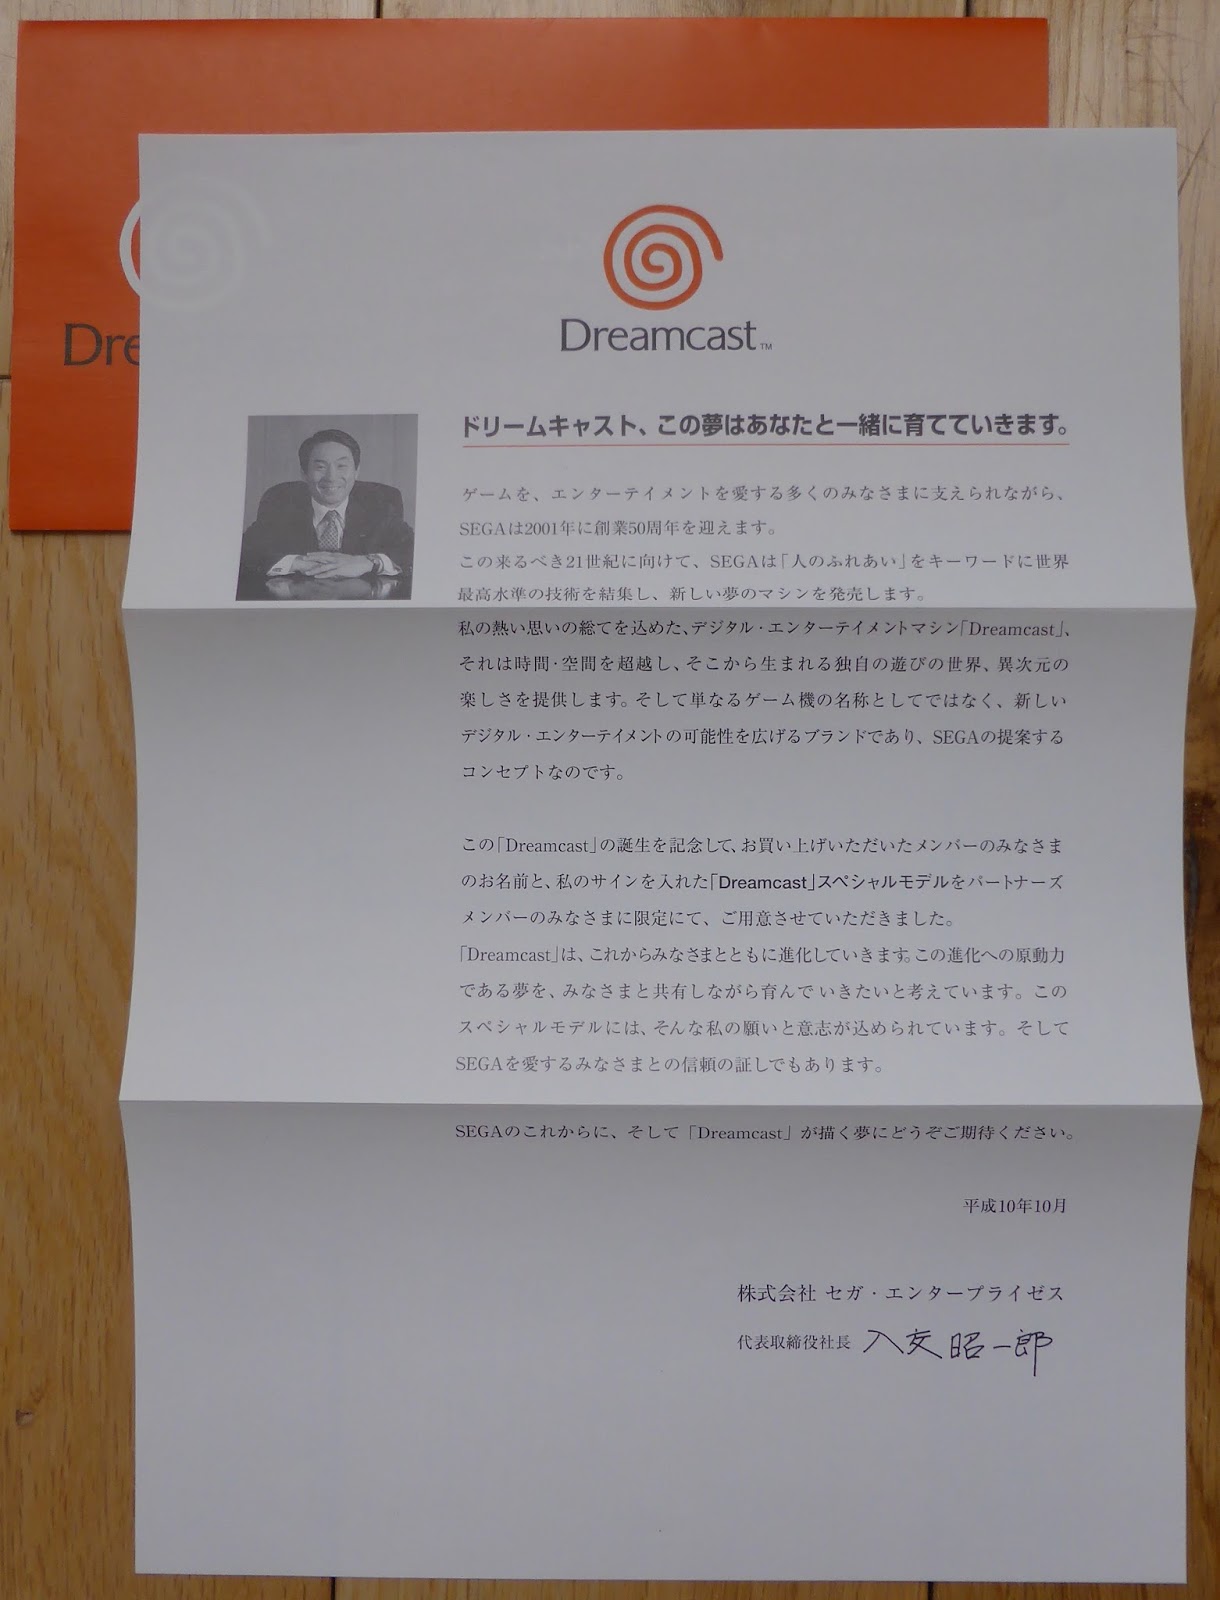 Dre
Dreamcast™
ドリームキャスト、この夢はあなたと一緒に育てていきます。
ゲームを、エンターテイメントを愛する多くのみなさまに支えられながら、
SEGAは2001年に創業50周年を迎えます。
この来るべき21世紀に向けて、SEGAは「人のふれあい」をキーワードに世界
最高水準の技術を結集し、新しい夢のマシンを発売します。
私の熱い思いの総てを込めた、デジタル・エンターテイメントマシン「Dreamcast」、
それは時間・空間を超越し、そこから生まれる独自の遊びの世界、異次元の
楽しさを提供します。そして単なるゲーム機の名称としてではなく、新しい
デジタル・エンターテイメントの可能性を広げるブランドであり、SEGAの提案する
コンセプトなのです。
この「Dreamcast」の誕生を記念して、お買い上げいただいたメンバーのみなさま
のお名前と、私のサインを入れた「Dreamcast」スペシャルモデルをパートナーズ
メンバーのみなさまに限定にて、ご用意させていただきました。
「Dreamcast」は、これからみなさまとともに進化していきます。この進化への原動力
である夢を、みなさまと共有しながら育んでいきたいと考えています。この
スペシャルモデルには、そんな私の願いと意志が込められています。そして
SEGAを愛するみなさまとの信頼の証しでもあります。
SEGAのこれからに、そして「Dreamcast」が描く夢にどうぞご期待ください。
平成10年10月
株式会社 セガ・エンタープライゼス
代表取締役社長 入交昭一郎